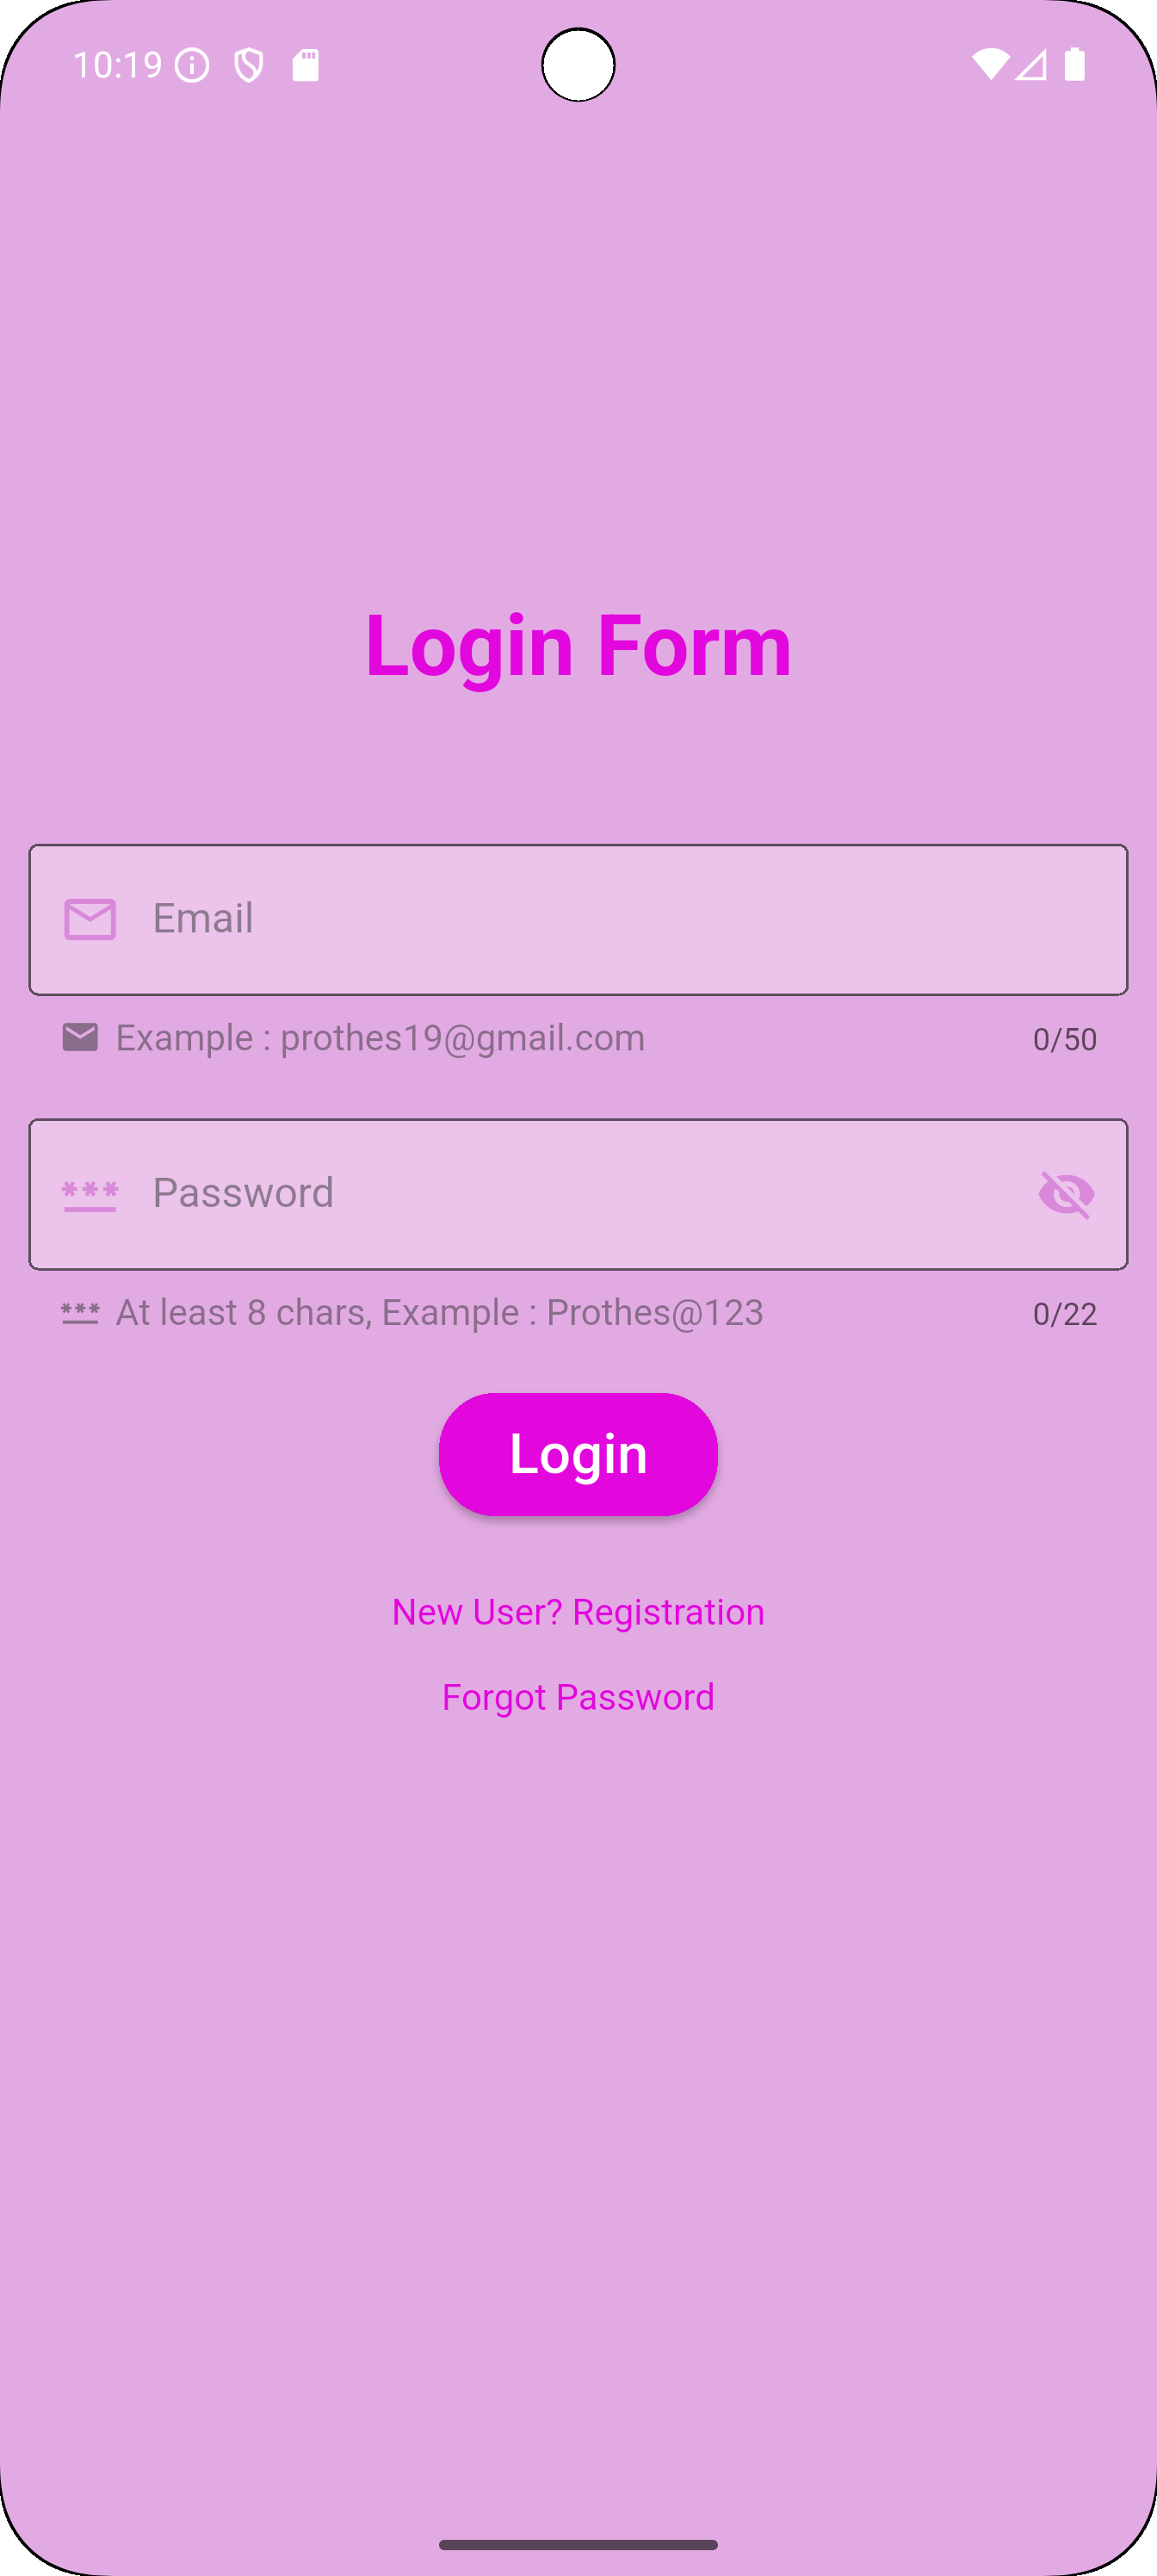 10:19
Login Form
Email
Example : prothes19@gmail.com 0/50
Password
At least 8 chars, Example : Prothes@123 0/22
Login
New User? Registration
Forgot Password